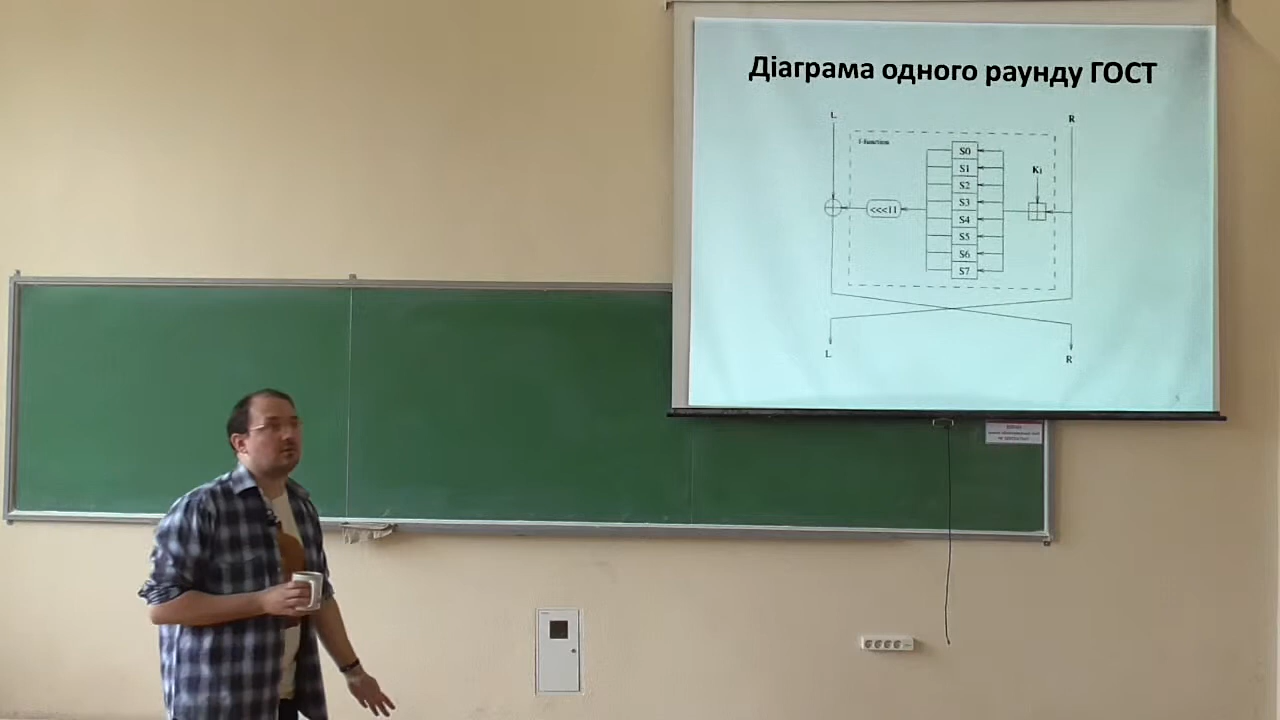 Діаграма одного раунду ГОСТ
L
R
f-function
S0
S1
Ki
S2
S3
<<<11
S4
S5
S6
S7
L
R